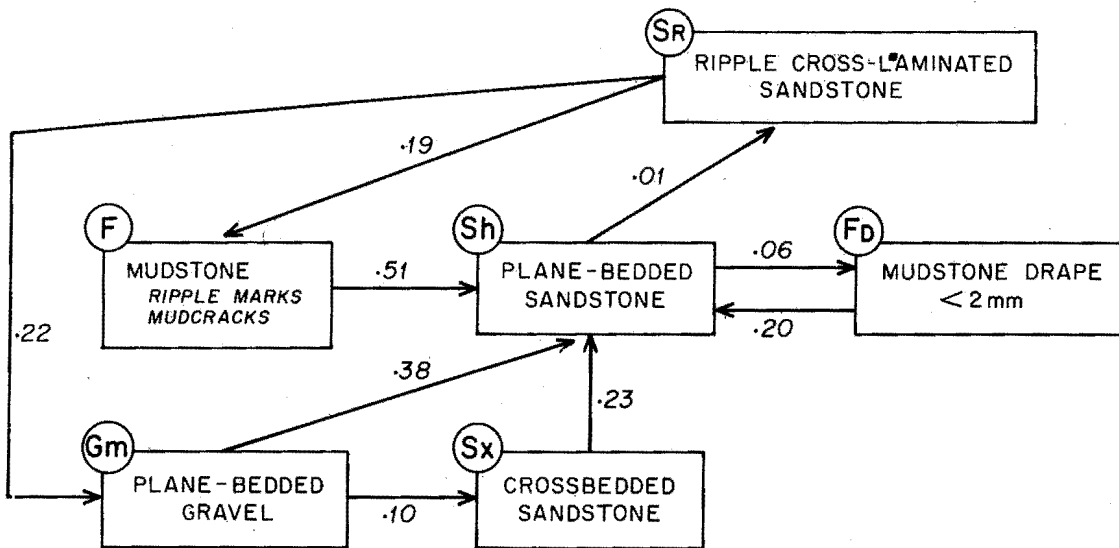 SR
RIPPLE CROSS-LAMINATED
SANDSTONE
.19
.01
F
MUDSTONE
RIPPLE MARKS
MUDCRACKS
.51
Sh
PLANE-BEDDED
SANDSTONE
.06
.20
FD
MUDSTONE DRAPE
< 2 mm
.22
.38
.23
Gm
PLANE-BEDDED
GRAVEL
.10
Sx
CROSSBEDDED
SANDSTONE